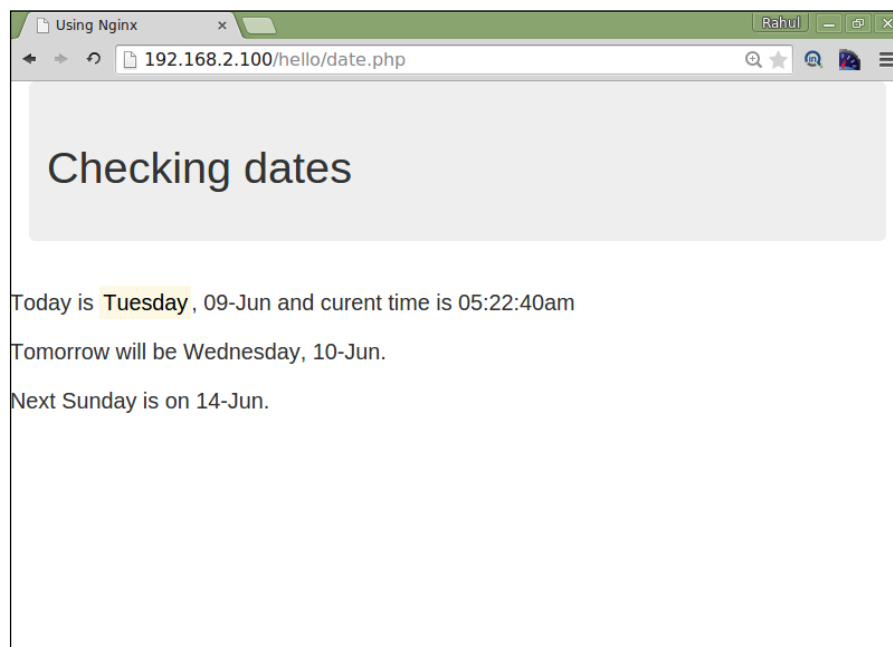 Using Nginx
Rahul
192.168.2.100/hello/date.php
Checking dates
Today is Tuesday, 09-Jun and curent time is 05:22:40am
Tomorrow will be Wednesday, 10-Jun.
Next Sunday is on 14-Jun.